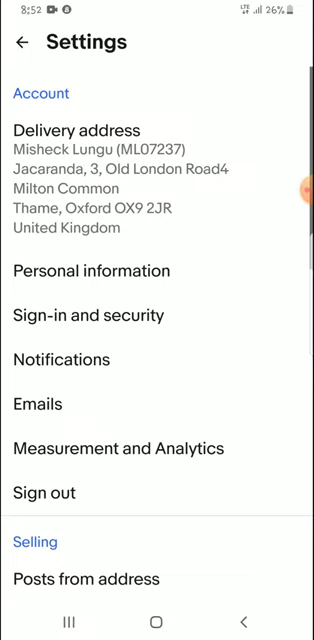 8:52
LTE
26%
Settings
Account
Delivery address
Misheck Lungu (ML07237)
Jacaranda, 3, Old London Road4
Milton Common
Thame, Oxford OX9 2JR
United Kingdom
Personal information
Sign-in and security
Notifications
Emails
Measurement and Analytics
Sign out
Selling
Posts from address